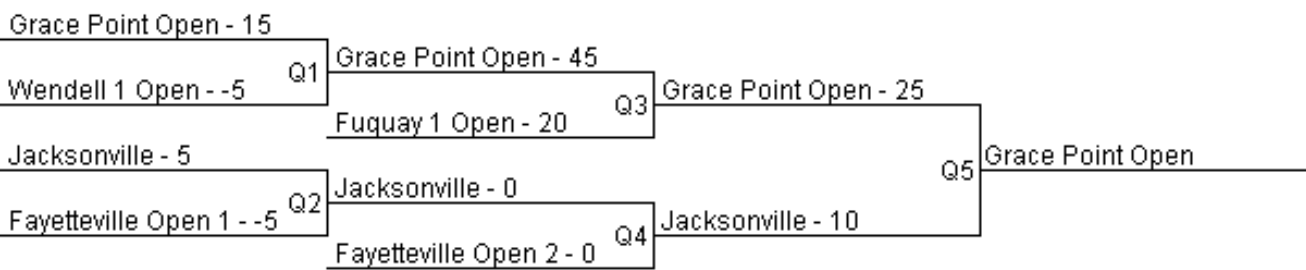 Grace Point Open - 15
Q1
Wendell 1 Open - -5
Grace Point Open - 45
Q3
Fuquay 1 Open - 20
Grace Point Open - 25
Jacksonville - 5
Q2
Fayetteville Open 1 - -5
Jacksonville - 0
Q4
Fayetteville Open 2 - 0
Jacksonville - 10
Q5
Grace Point Open